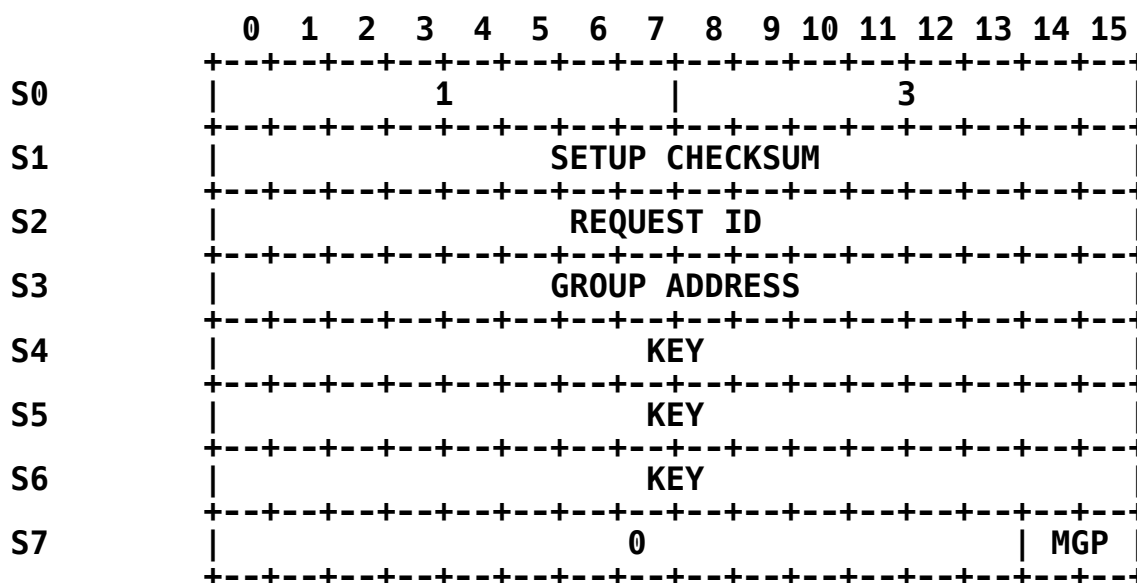 0  1  2  3  4  5  6  7  8  9 10 11 12 13 14 15
+--+--+--+--+--+--+--+--+--+--+--+--+--+--+--+--+
S0 | 1 | 3 |
+--+--+--+--+--+--+--+--+--+--+--+--+--+--+--+--+
S1 | SETUP CHECKSUM |
+--+--+--+--+--+--+--+--+--+--+--+--+--+--+--+--+
S2 | REQUEST ID |
+--+--+--+--+--+--+--+--+--+--+--+--+--+--+--+--+
S3 | GROUP ADDRESS |
+--+--+--+--+--+--+--+--+--+--+--+--+--+--+--+--+
S4 | KEY |
+--+--+--+--+--+--+--+--+--+--+--+--+--+--+--+--+
S5 | KEY |
+--+--+--+--+--+--+--+--+--+--+--+--+--+--+--+--+
S6 | KEY |
+--+--+--+--+--+--+--+--+--+--+--+--+--+--+--+--+
S7 | 0 | MGP |
+--+--+--+--+--+--+--+--+--+--+--+--+--+--+--+--+